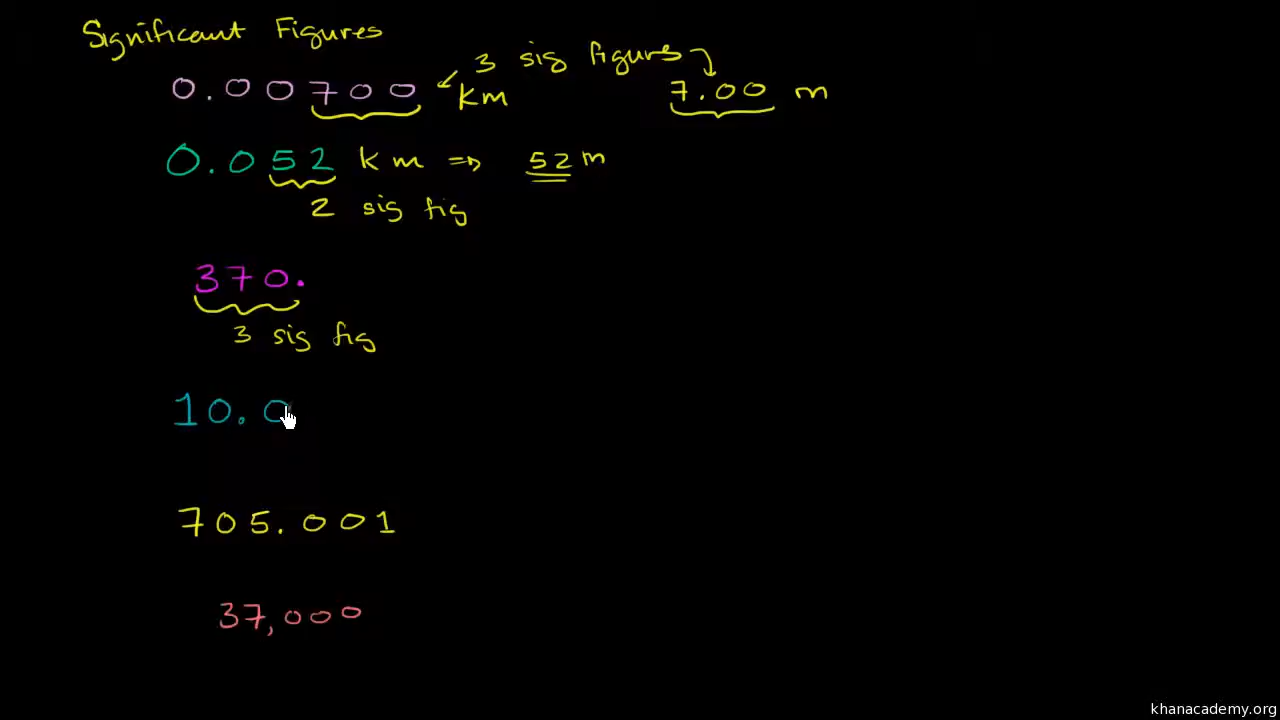 Significant Figures
3 sig figures
0.00700 km 7.00 m
0.052 km => 52 m
2 sig fig
370.
3 sig fig
10.0
705.001
37,000
khanacademy.org